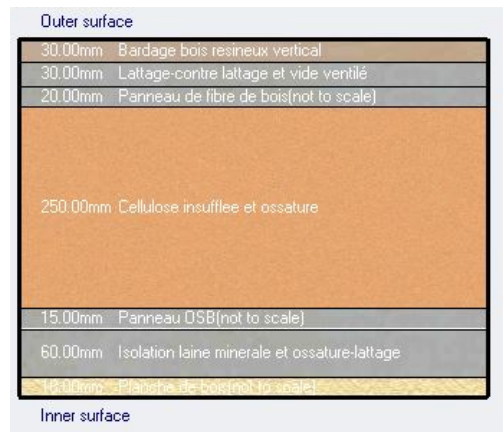 Outer surface
30.00mm Bardage bois resineux vertical
30.00mm Lattage-contre lattage et vide ventilé
20.00mm Panneau de fibre de bois(not to scale)
250.00mm Cellulose insufflee et ossature
15.00mm Panneau OSB(not to scale)
60.00mm Isolation laine minerale et ossature-lattage
Planche de bois(not to scale)
Inner surface